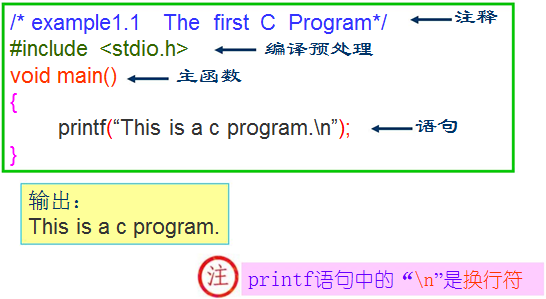 /* example1.1 The first C Program*/ 注释
#include <stdio.h> 编译预处理
void main() 主函数
{
printf(“This is a c program.\n”); 语句
}
输出:
This is a c program.
注 printf语句中的“\n”是换行符